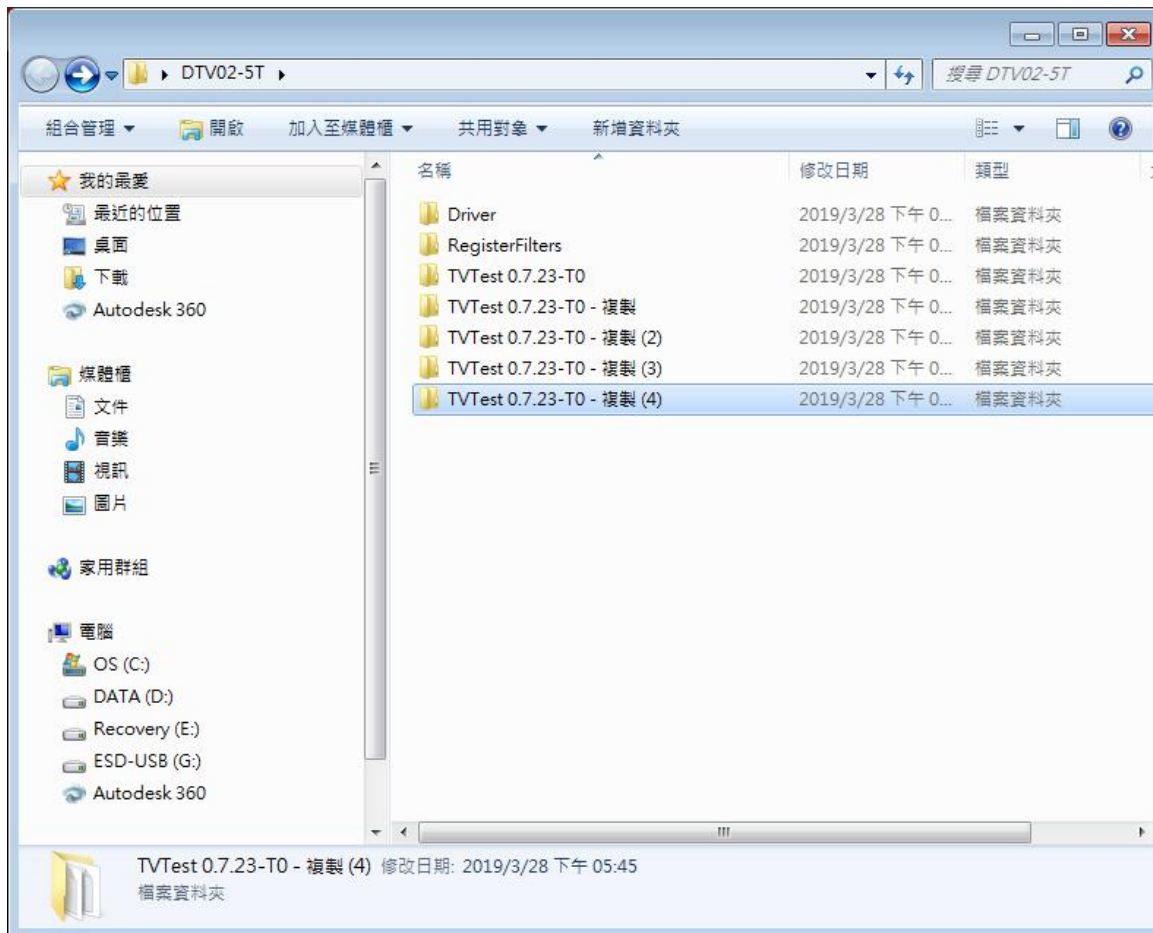 DTV02-5T
搜尋 DTV02-5T
組合管理 開啟 加入至媒體櫃 共用對象 新增資料夾
我的最愛
最近的位置
桌面
下載
Autodesk 360
媒體櫃
文件
音樂
視訊
圖片
家用群組
電腦
OS (C:)
DATA (D:)
Recovery (E:)
ESD-USB (G:)
Autodesk 360
名稱 修改日期 類型
Driver 2019/3/28 下午 0... 檔案資料夾
RegisterFilters 2019/3/28 下午 0... 檔案資料夾
TVTest 0.7.23-T0 2019/3/28 下午 0... 檔案資料夾
TVTest 0.7.23-T0 - 複製 2019/3/28 下午 0... 檔案資料夾
TVTest 0.7.23-T0 - 複製 (2) 2019/3/28 下午 0... 檔案資料夾
TVTest 0.7.23-T0 - 複製 (3) 2019/3/28 下午 0... 檔案資料夾
TVTest 0.7.23-T0 - 複製 (4) 2019/3/28 下午 0... 檔案資料夾
TVTest 0.7.23-T0 - 複製 (4) 修改日期: 2019/3/28 下午 05:45
檔案資料夾